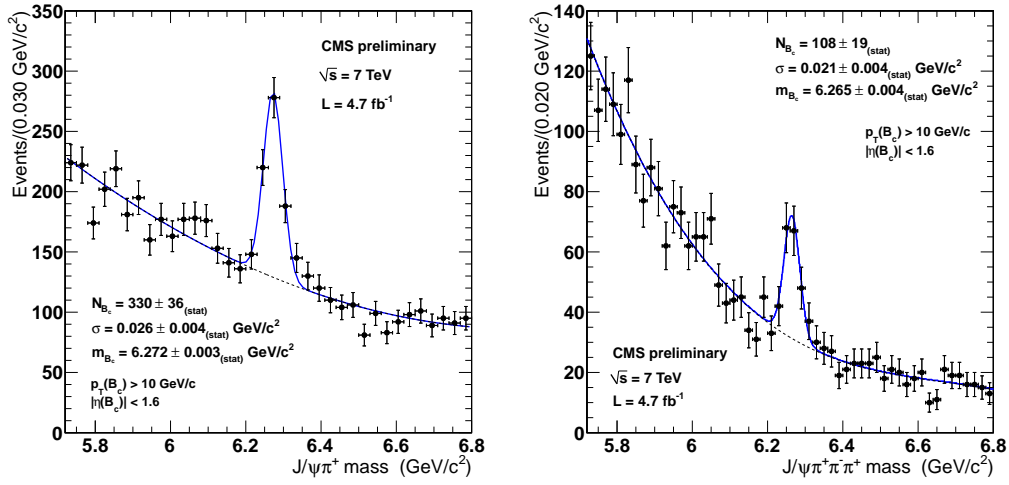 Events/(0.030 GeV/c²)
350
300
250
200
150
100
50
0
CMS preliminary
√s = 7 TeV
L = 4.7 fb⁻¹
N_Bc = 330 ± 36(stat)
σ = 0.026 ± 0.004(stat) GeV/c²
m_Bc = 6.272 ± 0.003(stat) GeV/c²
p_T(B_c) > 10 GeV/c
|η(B_c)| < 1.6
5.8 6 6.2 6.4 6.6 6.8
J/ψπ⁺ mass (GeV/c²)
Events/(0.020 GeV/c²)
140
120
100
80
60
40
20
0
N_Bc = 108 ± 19(stat)
σ = 0.021 ± 0.004(stat) GeV/c²
m_Bc = 6.265 ± 0.004(stat) GeV/c²
p_T(B_c) > 10 GeV/c
|η(B_c)| < 1.6
CMS preliminary
√s = 7 TeV
L = 4.7 fb⁻¹
5.8 6 6.2 6.4 6.6 6.8
J/ψπ⁺π⁻π⁺ mass (GeV/c²)